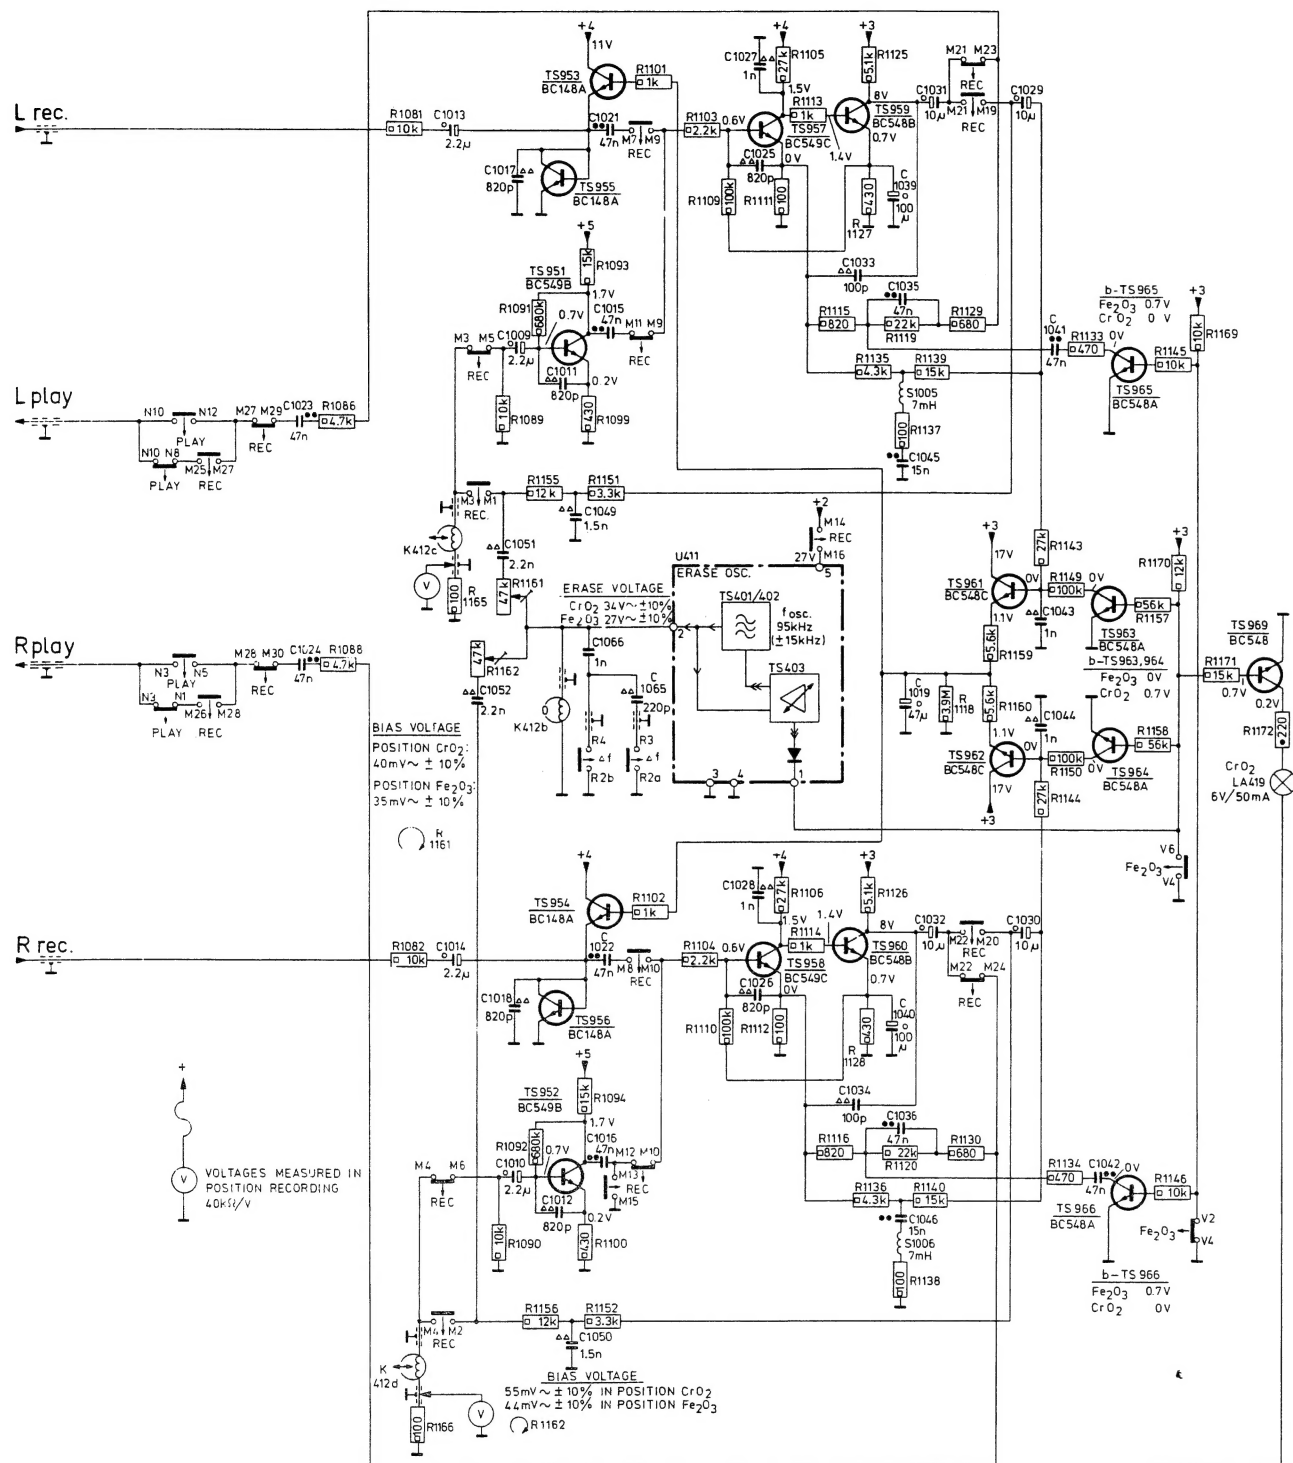 +4
11V
TS953
BC148A
R1101
1k
L rec.
R1081
10k
C1013
2.2µ
C1021
47n
M7 M9
REC
C1017
820p
TS955
BC148A
R1103
2.2k
0.6V
C1027
1n
+4
27k
R1105
1.5V
R1113
1k
TS957
BC549C
1.4V
C1025
820p
0V
R1109
100k
R1111
100
+3
5.1k
R1125
8V
TS959
BC548B
0.7V
430
R
1127
C
1039
100
µ
C1031
10µ
M21 M23
REC
M21 M19
REC
C1029
10µ
C1033
100p
C1035
47n
R1115
820
22k
R1119
R1129
680
R1135
4.3k
R1139
15k
S1005
7mH
100
R1137
C1045
15n
C
1041
47n
R1133
470
0V
b-TS965
Fe2O3 0.7V
CrO2 0 V
TS965
BC548A
R1145
10k
+3
10k
R1169
+5
15k
R1093
TS951
BC549B
R1091
680k
1.7V
0.7V
C1015
47n
M11 M9
REC
M3 M5
REC
C1009
2.2µ
C1011
820p
0.2V
10k
R1089
430
R1099
L play
N10 N12
PLAY
N10 N8
PLAY
M25 M27
REC
M27 M29
REC
C1023
47n
R1086
4.7k
M3 M1
REC.
R1155
12k
R1151
3.3k
C1049
1.5n
K412c
V
100
R
1165
C1051
2.2n
47k
R1161
ERASE VOLTAGE
CrO2 34V~±10%
Fe2O3 27V~±10%
+2
M14
REC
27V
M16
5
U411
ERASE OSC.
TS401/402
f osc.
95kHz
(±15kHz)
TS403
2
3
4
1
R play
N3 N5
PLAY
N3 N1
PLAY
M26 M28
REC
M28 M30
REC
C1024
47n
R1088
4.7k
47k
R1162
C1052
2.2n
C1066
1n
C
1065
220p
K412b
R4
Δf
R2b
R3
Δf
R2a
BIAS VOLTAGE
POSITION CrO2:
40mV~ ± 10%
POSITION Fe2O3:
35mV~ ± 10%
R
1161
+3
17V
TS961
BC548C
0V
1.1V
5.6k
R1159
27k
R1143
R1149
100k
0V
C1043
1n
TS963
BC548A
56k
R1157
b-TS963,964
Fe2O3 0V
CrO2 0.7V
+3
R1170
12k
C
1019
47µ
3.9M
R
1118
5.6k
R1160
1.1V
C1044
1n
TS962
BC548C
17V
+3
0V
100k
R1150
0V
TS964
BC548A
R1158
56k
27k
R1144
TS969
BC548
R1171
15k
0.7V
0.2V
R1172
220
CrO2
LA419
6V/50mA
V6
Fe2O3
V4
+4
TS954
BC148A
R1102
1k
R rec.
R1082
10k
C1014
2.2µ
C
1022
47n
M8 M10
REC
C1018
820p
TS956
BC148A
R1104
2.2k
0.6V
C1028
1n
+4
27k
R1106
1.5V
1.4V
R1114
1k
TS958
BC549C
C1026
820p
0V
R1110
100k
R1112
100
+3
5.1k
R1126
8V
TS960
BC548B
0.7V
430
R
1128
C
1040
100
µ
C1032
10µ
M22 M20
REC
M22 M24
REC
C1030
10µ
C1034
100p
C1036
47n
R1116
820
22k
R1120
R1130
680
R1136
4.3k
R1140
15k
C1046
15n
S1006
7mH
100
R1138
R1134
470
C1042
47n
0V
TS966
BC548A
R1146
10k
V2
Fe2O3
V4
b-TS966
Fe2O3 0.7V
CrO2 0V
+
V
VOLTAGES MEASURED IN
POSITION RECORDING
40kΩ/V
+5
15k
R1094
TS952
BC549B
R1092
680k
1.7V
0.7V
C1016
47n
M12 M10
M13
REC
M15
M4 M6
REC
C1010
2.2µ
C1012
820p
0.2V
10k
R1090
430
R1100
M4 M2
REC
R1156
12k
R1152
3.3k
C1050
1.5n
K
412d
V
100
R1166
BIAS VOLTAGE
55mV~ ± 10% IN POSITION CrO2
44mV~ ± 10% IN POSITION Fe2O3
R1162